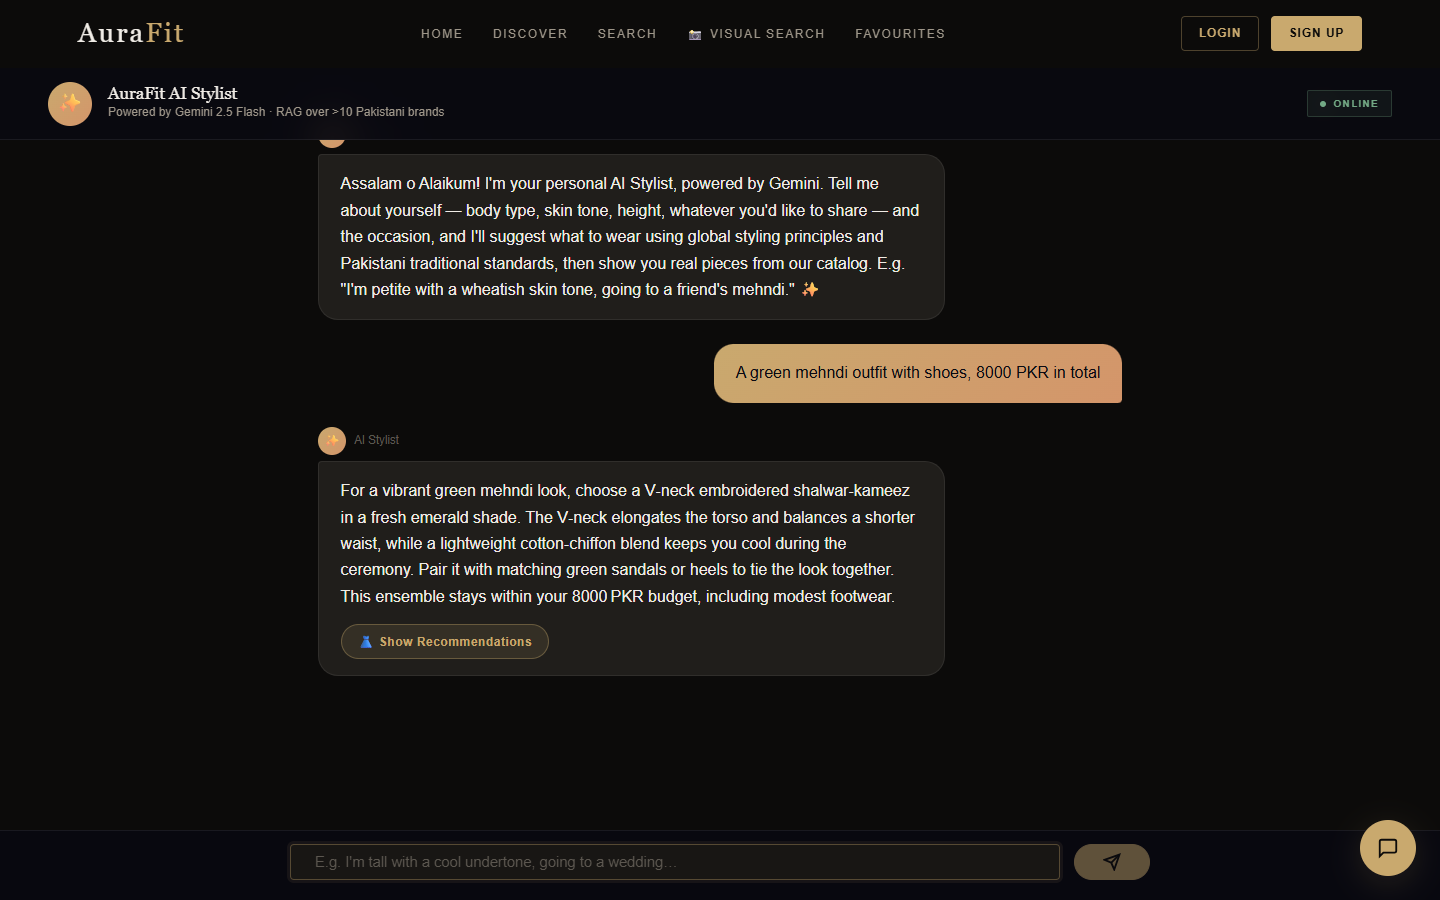 AuraFit
HOME
DISCOVER
SEARCH
VISUAL SEARCH
FAVOURITES
LOGIN
SIGN UP
AuraFit AI Stylist
Powered by Gemini 2.5 Flash · RAG over >10 Pakistani brands
ONLINE
Assalam o Alaikum! I'm your personal AI Stylist, powered by Gemini. Tell me
about yourself — body type, skin tone, height, whatever you'd like to share — and
the occasion, and I'll suggest what to wear using global styling principles and
Pakistani traditional standards, then show you real pieces from our catalog. E.g.
"I'm petite with a wheatish skin tone, going to a friend's mehndi." ✨
A green mehndi outfit with shoes, 8000 PKR in total
AI Stylist
For a vibrant green mehndi look, choose a V-neck embroidered shalwar-kameez
in a fresh emerald shade. The V-neck elongates the torso and balances a shorter
waist, while a lightweight cotton-chiffon blend keeps you cool during the
ceremony. Pair it with matching green sandals or heels to tie the look together.
This ensemble stays within your 8000 PKR budget, including modest footwear.
Show Recommendations
E.g. I'm tall with a cool undertone, going to a wedding…